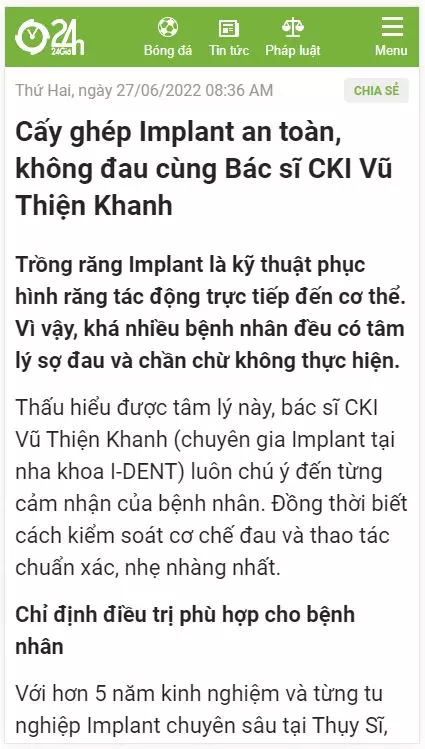 24h
24Giờ
Bóng đá
Tin tức
Pháp luật
Menu
Thứ Hai, ngày 27/06/2022 08:36 AM
CHIA SẺ
Cấy ghép Implant an toàn,
không đau cùng Bác sĩ CKI Vũ
Thiện Khanh
Trồng răng Implant là kỹ thuật phục
hình răng tác động trực tiếp đến cơ thể.
Vì vậy, khá nhiều bệnh nhân đều có tâm
lý sợ đau và chần chừ không thực hiện.
Thấu hiểu được tâm lý này, bác sĩ CKI
Vũ Thiện Khanh (chuyên gia Implant tại
nha khoa I-DENT) luôn chú ý đến từng
cảm nhận của bệnh nhân. Đồng thời biết
cách kiểm soát cơ chế đau và thao tác
chuẩn xác, nhẹ nhàng nhất.
Chỉ định điều trị phù hợp cho bệnh
nhân
Với hơn 5 năm kinh nghiệm và từng tu
nghiệp Implant chuyên sâu tại Thụy Sĩ,